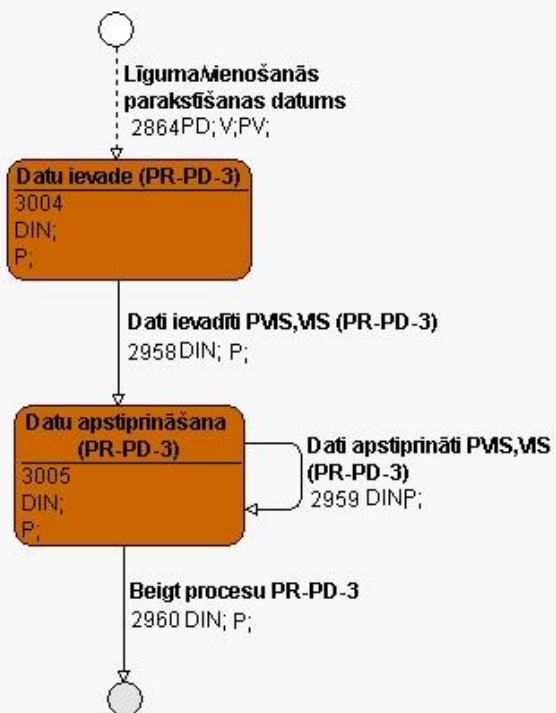 Līguma/vienošanās
parakstīšanas datums
2864PD; V;PV;
Datu ievade (PR-PD-3)
3004
DIN;
P;
Dati ievadīti PVIS,VIS (PR-PD-3)
2958DIN; P;
Datu apstiprināšana
(PR-PD-3)
3005
DIN;
P;
Dati apstiprināti PVIS,VIS
(PR-PD-3)
2959 DINP;
Beigt procesu PR-PD-3
2960 DIN; P;